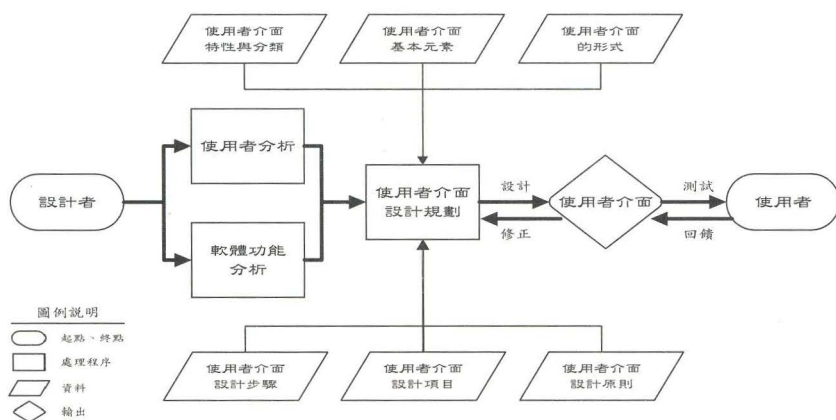 使用者介面
特性與分類
使用者介面
基本元素
使用者介面
的形式
使用者分析
設計者
軟體功能
分析
使用者介面
設計規劃
設計
修正
使用者介面
測試
回饋
使用者
使用者介面
設計步驟
使用者介面
設計項目
使用者介面
設計原則
圖例説明
起點、終點
處理程序
資料
輸出